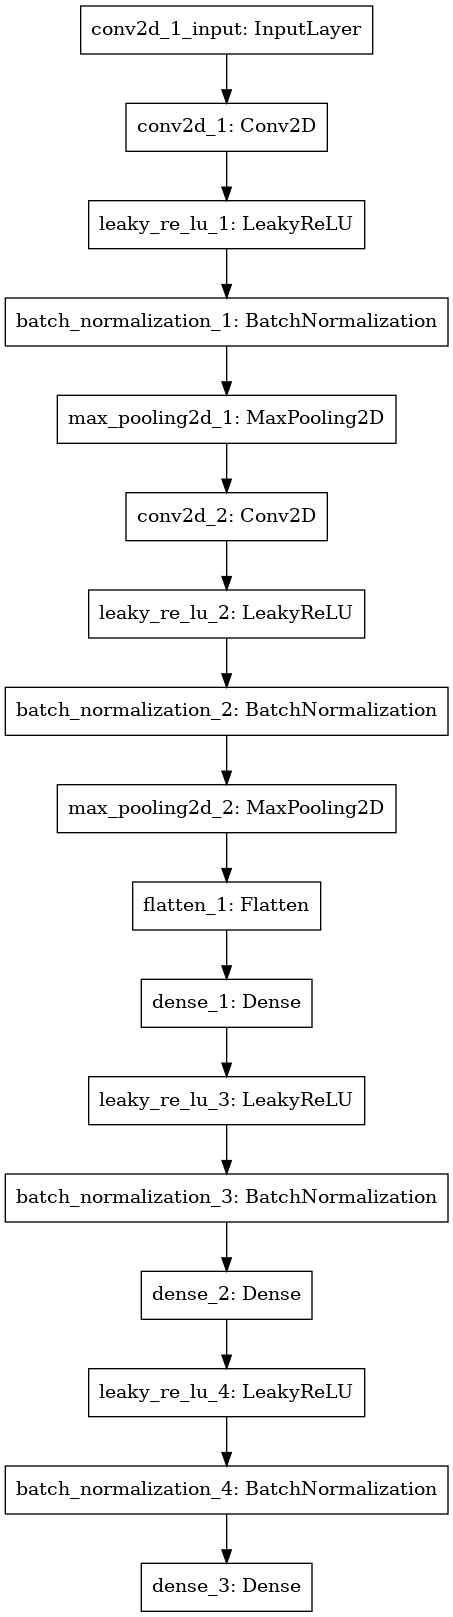 conv2d_1_input: InputLayer
conv2d_1: Conv2D
leaky_re_lu_1: LeakyReLU
batch_normalization_1: BatchNormalization
max_pooling2d_1: MaxPooling2D
conv2d_2: Conv2D
leaky_re_lu_2: LeakyReLU
batch_normalization_2: BatchNormalization
max_pooling2d_2: MaxPooling2D
flatten_1: Flatten
dense_1: Dense
leaky_re_lu_3: LeakyReLU
batch_normalization_3: BatchNormalization
dense_2: Dense
leaky_re_lu_4: LeakyReLU
batch_normalization_4: BatchNormalization
dense_3: Dense